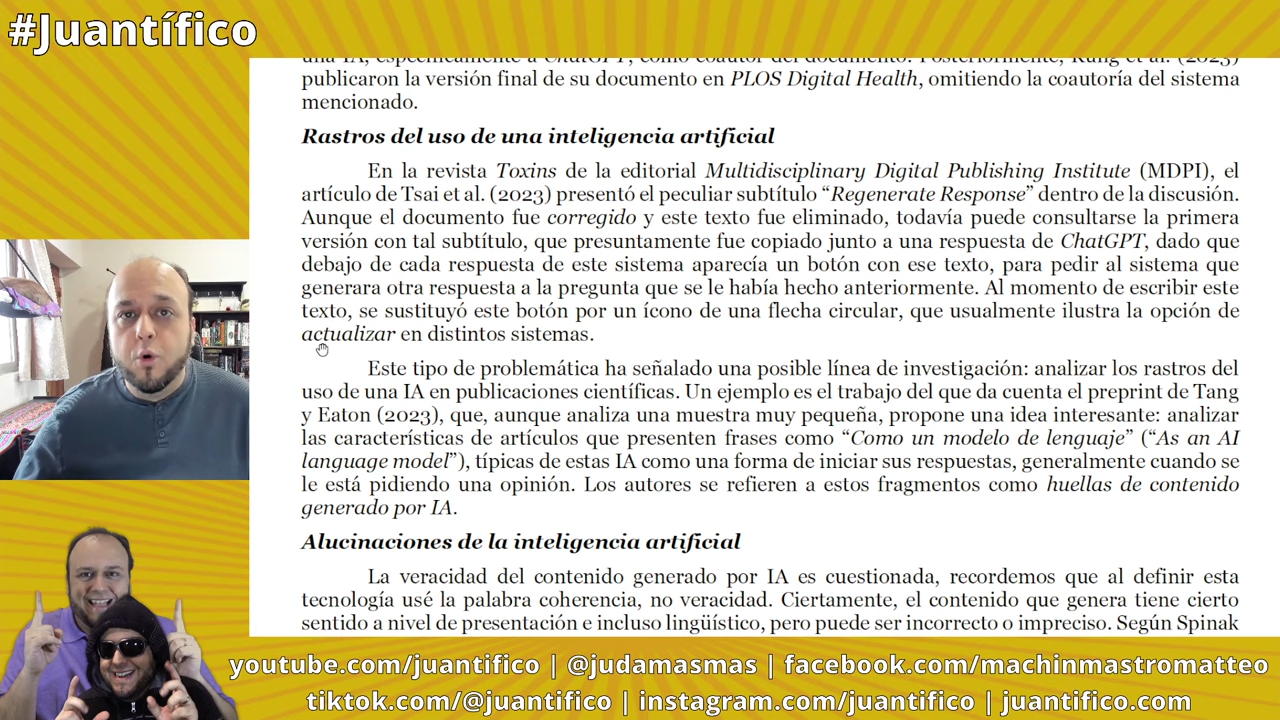 #Juantífico
una IA, específicamente a ChatGPT, como coautor del documento. Posteriormente, Kung et al. (2023)
publicaron la versión final de su documento en PLOS Digital Health, omitiendo la coautoría del sistema
mencionado.
Rastros del uso de una inteligencia artificial
En la revista Toxins de la editorial Multidisciplinary Digital Publishing Institute (MDPI), el
artículo de Tsai et al. (2023) presentó el peculiar subtítulo “Regenerate Response” dentro de la discusión.
Aunque el documento fue corregido y este texto fue eliminado, todavía puede consultarse la primera
versión con tal subtítulo, que presuntamente fue copiado junto a una respuesta de ChatGPT, dado que
debajo de cada respuesta de este sistema aparecía un botón con ese texto, para pedir al sistema que
generara otra respuesta a la pregunta que se le había hecho anteriormente. Al momento de escribir este
texto, se sustituyó este botón por un ícono de una flecha circular, que usualmente ilustra la opción de
actualizar en distintos sistemas.
Este tipo de problemática ha señalado una posible línea de investigación: analizar los rastros del
uso de una IA en publicaciones científicas. Un ejemplo es el trabajo del que da cuenta el preprint de Tang
y Eaton (2023), que, aunque analiza una muestra muy pequeña, propone una idea interesante: analizar
las características de artículos que presenten frases como “Como un modelo de lenguaje” (“As an AI
language model”), típicas de estas IA como una forma de iniciar sus respuestas, generalmente cuando se
le está pidiendo una opinión. Los autores se refieren a estos fragmentos como huellas de contenido
generado por IA.
Alucinaciones de la inteligencia artificial
La veracidad del contenido generado por IA es cuestionada, recordemos que al definir esta
tecnología usé la palabra coherencia, no veracidad. Ciertamente, el contenido que genera tiene cierto
sentido a nivel de presentación e incluso lingüístico, pero puede ser incorrecto o impreciso. Según Spinak
youtube.com/juantifico | @judamasmas | facebook.com/machinmastromatteo
tiktok.com/@juantifico | instagram.com/juantifico | juantifico.com